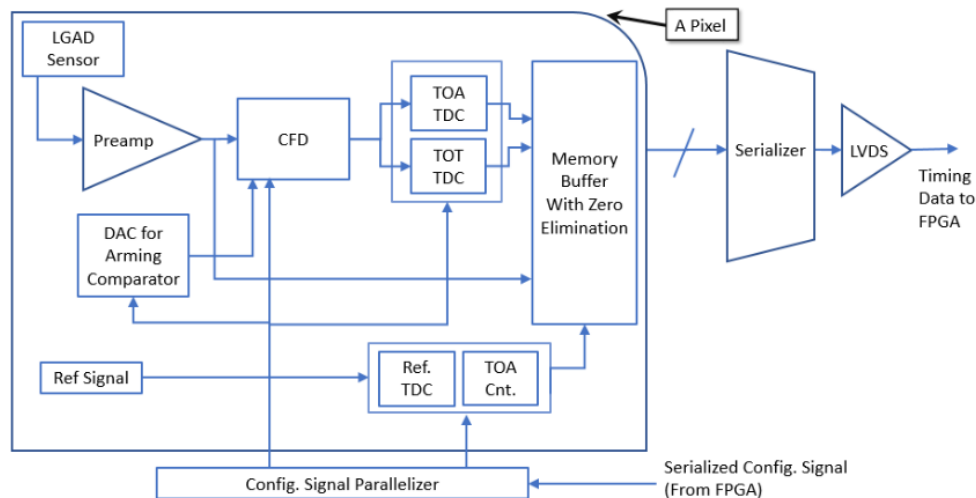 A Pixel
LGAD
Sensor
Preamp
CFD
TOA
TDC
TOT
TDC
Memory
Buffer
With Zero
Elimination
Serializer
LVDS
Timing
Data to
FPGA
DAC for
Arming
Comparator
Ref Signal
Ref.
TDC
TOA
Cnt.
Config. Signal Parallelizer
Serialized Config. Signal
(From FPGA)